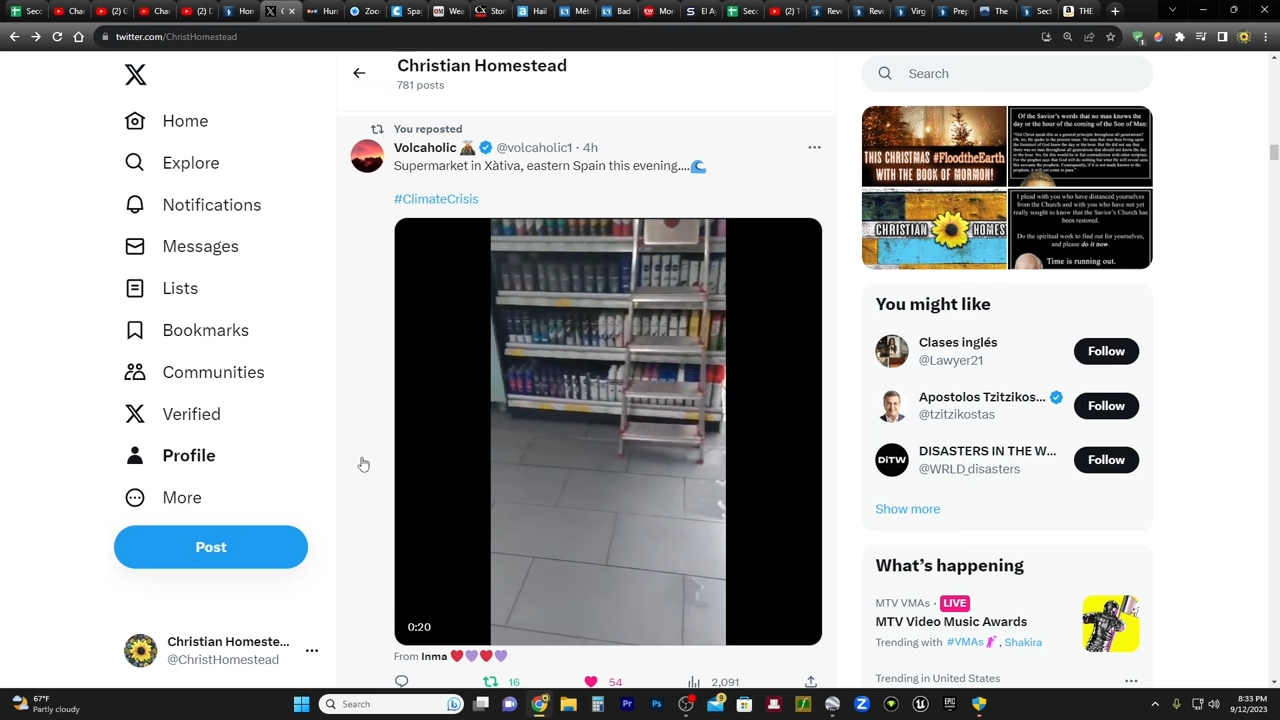 twitter.com/ChristHomestead
Home
Explore
Notifications
Messages
Lists
Bookmarks
Communities
Verified
Profile
More
Post
Christian Homeste...
@ChristHomestead
Christian Homestead
781 posts
You reposted
Volcaholic 🌋 @volcaholic1 · 4h
Supermarket in Xàtiva, eastern Spain this evening....🌊
#ClimateCrisis
0:20
From Inma ❤️💜❤️💜
16
54
2,091
Search
THIS CHRISTMAS #FloodtheEarth
WITH THE BOOK OF MORMON!
Of the Savior's words that no man knows the
day or the hour of the coming of the Son of Man:
CHRISTIAN HOMES
I plead with you who have distanced yourselves
from the Church and with you who have not yet
really sought to know that the Savior's Church has
been restored.
Do the spiritual work to find out for yourselves,
and please do it now.
Time is running out.
You might like
Clases inglés
@Lawyer21
Follow
Apostolos Tzitzikos...
@tzitzikostas
Follow
DiTW
DISASTERS IN THE W...
@WRLD_disasters
Follow
Show more
What's happening
MTV VMAs · LIVE
MTV Video Music Awards
Trending with #VMAs, Shakira
Trending in United States
67°F
Partly cloudy
Search
8:33 PM
9/12/2023